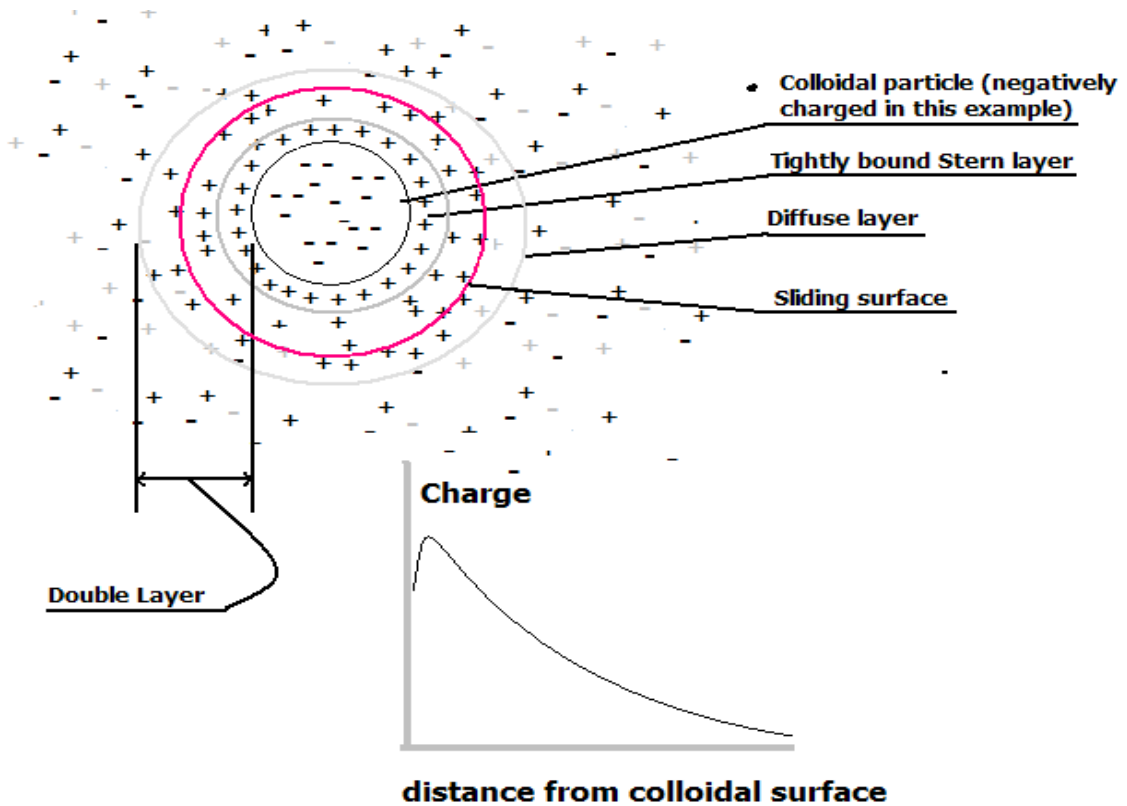 Colloidal particle (negatively
charged in this example)
Tightly bound Stern layer
Diffuse layer
Sliding surface
Double Layer
Charge
distance from colloidal surface